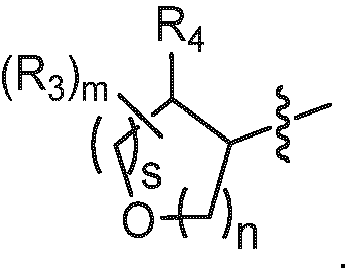 R4
(R3)m
( )s
O ( )n
.